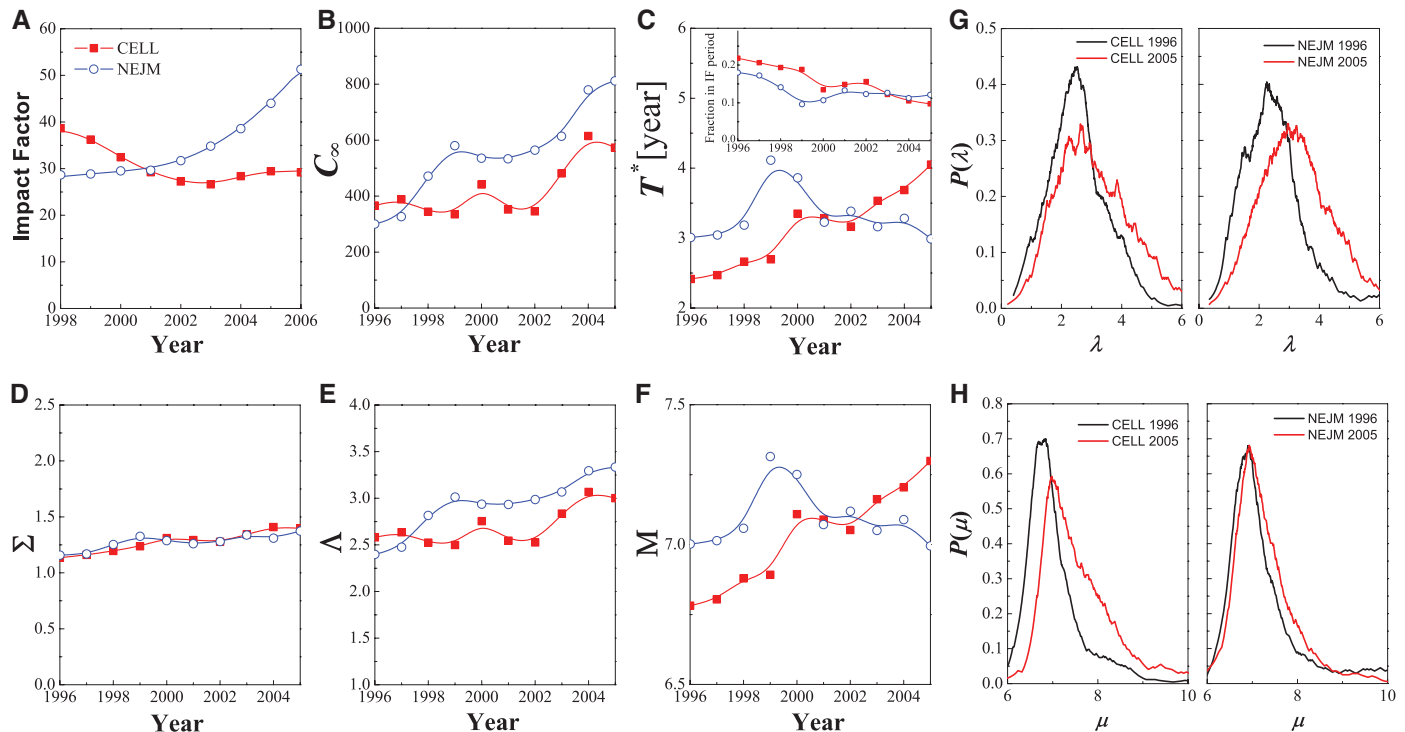 A
Impact Factor
60
50
40
30
20
10
0
CELL
NEJM
1998 2000 2002 2004 2006
Year
B
C∞
1000
800
600
400
200
0
1996 1998 2000 2002 2004
Year
C
T* [year]
6
5
4
3
2
Fraction in IF period
0.2
0.1
1996 1998 2000 2002 2004
1996 1998 2000 2002 2004
Year
G
P(λ)
0.5
0.4
0.3
0.2
0.1
0.0
CELL 1996
CELL 2005
0 2 4 6
λ
NEJM 1996
NEJM 2005
0 2 4 6
λ
D
Σ
2.5
2.0
1.5
1.0
0.5
0.0
1996 1998 2000 2002 2004
Year
E
Λ
4.0
3.5
3.0
2.5
2.0
1.5
1.0
1996 1998 2000 2002 2004
Year
F
M
7.5
7.0
6.5
1996 1998 2000 2002 2004
Year
H
P(μ)
0.8
0.7
0.6
0.5
0.4
0.3
0.2
0.1
0.0
CELL 1996
CELL 2005
6 8 10
μ
NEJM 1996
NEJM 2005
6 8 10
μ